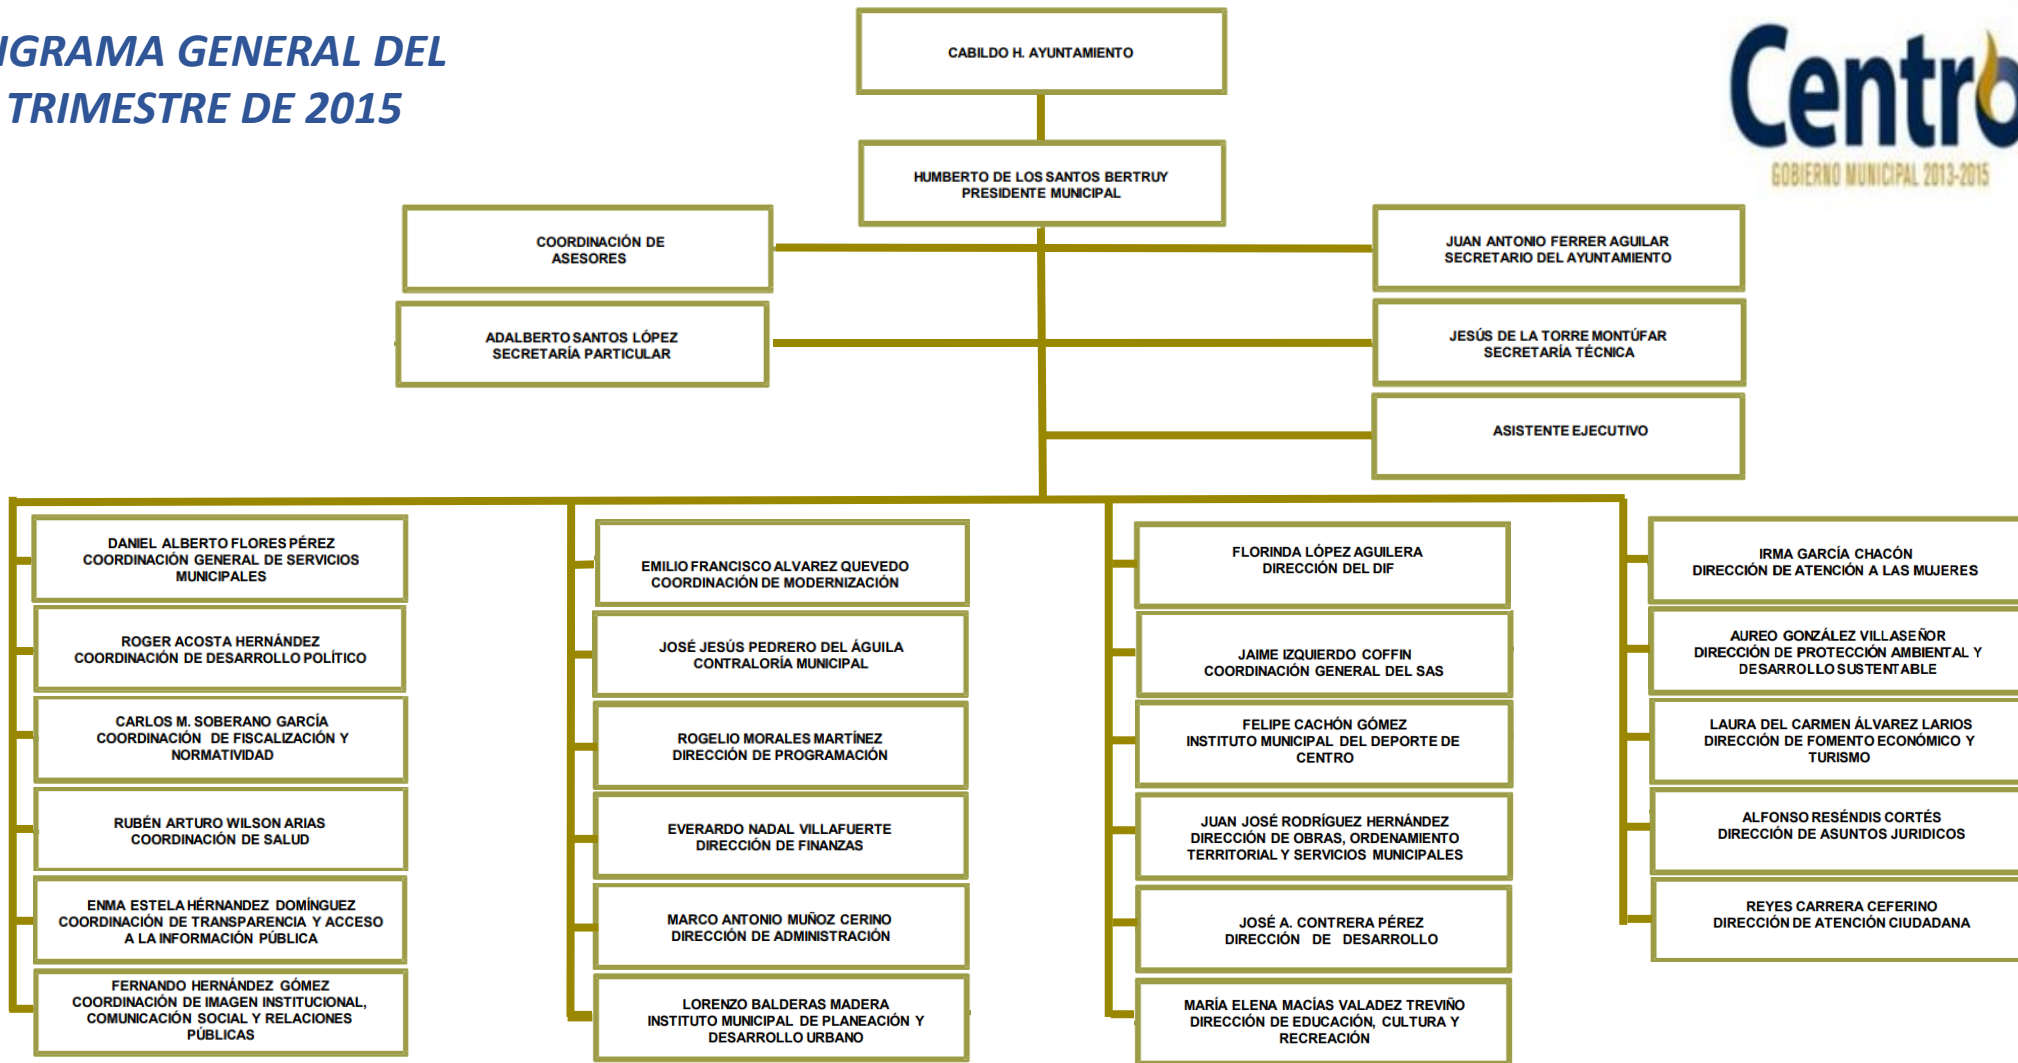 IGRAMA GENERAL DEL
TRIMESTRE DE 2015
Centro
GOBIERNO MUNICIPAL 2013-2015
CABILDO H. AYUNTAMIENTO
HUMBERTO DE LOS SANTOS BERTRUY
PRESIDENTE MUNICIPAL
COORDINACIÓN DE
ASESORES
JUAN ANTONIO FERRER AGUILAR
SECRETARIO DEL AYUNTAMIENTO
ADALBERTO SANTOS LÓPEZ
SECRETARÍA PARTICULAR
JESÚS DE LA TORRE MONTÚFAR
SECRETARÍA TÉCNICA
ASISTENTE EJECUTIVO
DANIEL ALBERTO FLORES PÉREZ
COORDINACIÓN GENERAL DE SERVICIOS
MUNICIPALES
ROGER ACOSTA HERNÁNDEZ
COORDINACIÓN DE DESARROLLO POLÍTICO
CARLOS M. SOBERANO GARCÍA
COORDINACIÓN DE FISCALIZACIÓN Y
NORMATIVIDAD
RUBÉN ARTURO WILSON ARIAS
COORDINACIÓN DE SALUD
ENMA ESTELA HÉRNANDEZ DOMÍNGUEZ
COORDINACIÓN DE TRANSPARENCIA Y ACCESO
A LA INFORMACIÓN PÚBLICA
FERNANDO HERNÁNDEZ GÓMEZ
COORDINACIÓN DE IMAGEN INSTITUCIONAL,
COMUNICACIÓN SOCIAL Y RELACIONES
PÚBLICAS
EMILIO FRANCISCO ALVAREZ QUEVEDO
COORDINACIÓN DE MODERNIZACIÓN
JOSÉ JESÚS PEDRERO DEL ÁGUILA
CONTRALORÍA MUNICIPAL
ROGELIO MORALES MARTÍNEZ
DIRECCIÓN DE PROGRAMACIÓN
EVERARDO NADAL VILLAFUERTE
DIRECCIÓN DE FINANZAS
MARCO ANTONIO MUÑOZ CERINO
DIRECCIÓN DE ADMINISTRACIÓN
LORENZO BALDERAS MADERA
INSTITUTO MUNICIPAL DE PLANEACIÓN Y
DESARROLLO URBANO
FLORINDA LÓPEZ AGUILERA
DIRECCIÓN DEL DIF
JAIME IZQUIERDO COFFIN
COORDINACIÓN GENERAL DEL SAS
FELIPE CACHÓN GÓMEZ
INSTITUTO MUNICIPAL DEL DEPORTE DE
CENTRO
JUAN JOSÉ RODRÍGUEZ HERNÁNDEZ
DIRECCIÓN DE OBRAS, ORDENAMIENTO
TERRITORIAL Y SERVICIOS MUNICIPALES
JOSÉ A. CONTRERA PÉREZ
DIRECCIÓN DE DESARROLLO
MARÍA ELENA MACÍAS VALADEZ TREVIÑO
DIRECCIÓN DE EDUCACIÓN, CULTURA Y
RECREACIÓN
IRMA GARCÍA CHACÓN
DIRECCIÓN DE ATENCIÓN A LAS MUJERES
AUREO GONZÁLEZ VILLASEÑOR
DIRECCIÓN DE PROTECCIÓN AMBIENTAL Y
DESARROLLO SUSTENTABLE
LAURA DEL CARMEN ÁLVAREZ LARIOS
DIRECCIÓN DE FOMENTO ECONÓMICO Y
TURISMO
ALFONSO RESÉNDIS CORTÉS
DIRECCIÓN DE ASUNTOS JURIDICOS
REYES CARRERA CEFERINO
DIRECCIÓN DE ATENCIÓN CIUDADANA